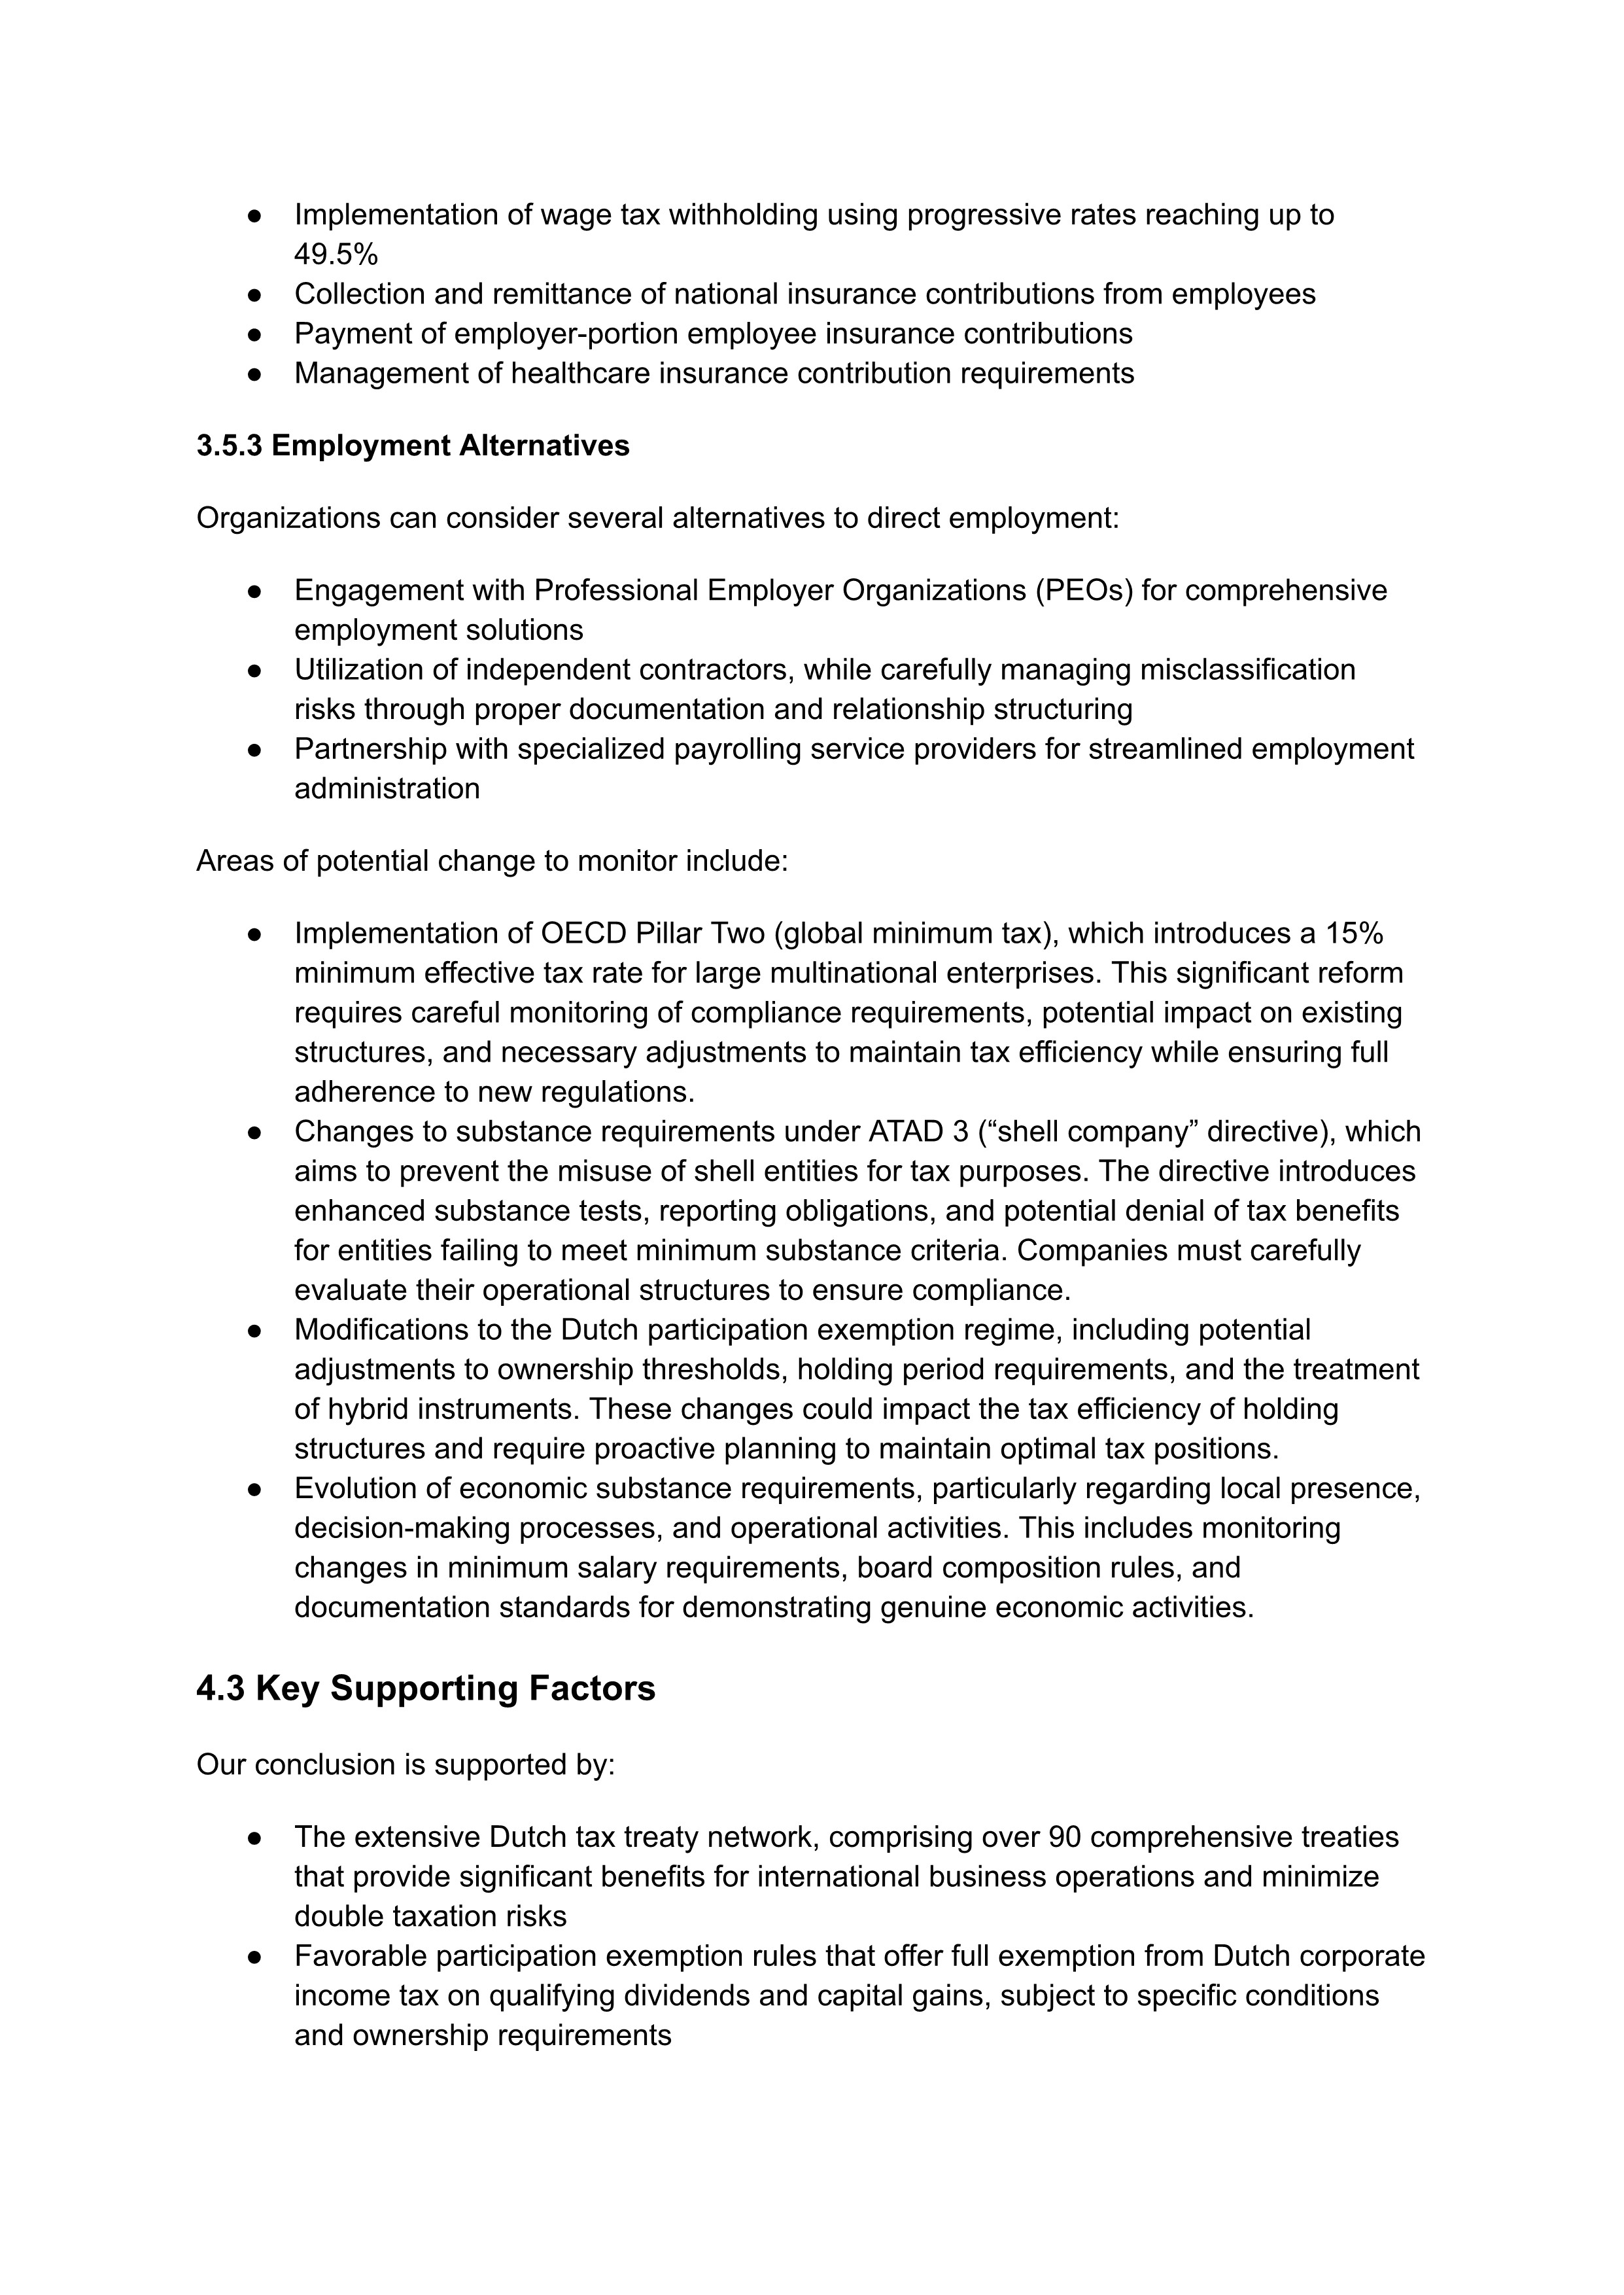 ● Implementation of wage tax withholding using progressive rates reaching up to
49.5%
● Collection and remittance of national insurance contributions from employees
● Payment of employer-portion employee insurance contributions
● Management of healthcare insurance contribution requirements
3.5.3 Employment Alternatives
Organizations can consider several alternatives to direct employment:
● Engagement with Professional Employer Organizations (PEOs) for comprehensive
employment solutions
● Utilization of independent contractors, while carefully managing misclassification
risks through proper documentation and relationship structuring
● Partnership with specialized payrolling service providers for streamlined employment
administration
Areas of potential change to monitor include:
● Implementation of OECD Pillar Two (global minimum tax), which introduces a 15%
minimum effective tax rate for large multinational enterprises. This significant reform
requires careful monitoring of compliance requirements, potential impact on existing
structures, and necessary adjustments to maintain tax efficiency while ensuring full
adherence to new regulations.
● Changes to substance requirements under ATAD 3 (“shell company” directive), which
aims to prevent the misuse of shell entities for tax purposes. The directive introduces
enhanced substance tests, reporting obligations, and potential denial of tax benefits
for entities failing to meet minimum substance criteria. Companies must carefully
evaluate their operational structures to ensure compliance.
● Modifications to the Dutch participation exemption regime, including potential
adjustments to ownership thresholds, holding period requirements, and the treatment
of hybrid instruments. These changes could impact the tax efficiency of holding
structures and require proactive planning to maintain optimal tax positions.
● Evolution of economic substance requirements, particularly regarding local presence,
decision-making processes, and operational activities. This includes monitoring
changes in minimum salary requirements, board composition rules, and
documentation standards for demonstrating genuine economic activities.
4.3 Key Supporting Factors
Our conclusion is supported by:
● The extensive Dutch tax treaty network, comprising over 90 comprehensive treaties
that provide significant benefits for international business operations and minimize
double taxation risks
● Favorable participation exemption rules that offer full exemption from Dutch corporate
income tax on qualifying dividends and capital gains, subject to specific conditions
and ownership requirements